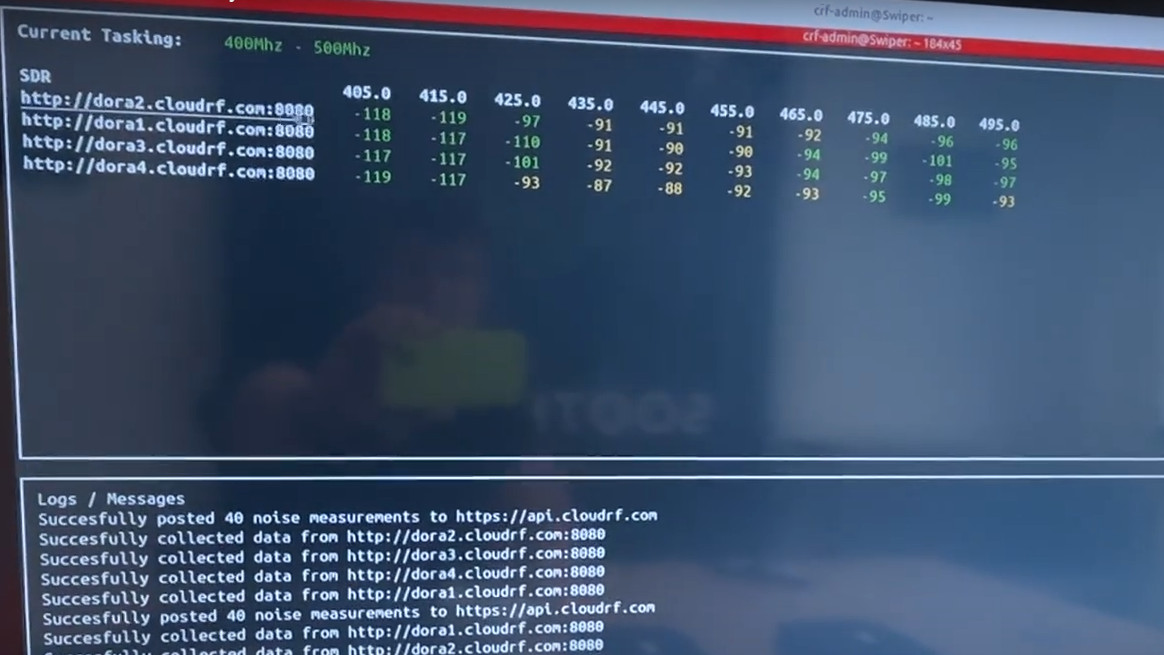 crf-admin@Swiper: ~
crf-admin@Swiper: ~ 184x45
Current Tasking: 400Mhz - 500Mhz
SDR 405.0 415.0 425.0 435.0 445.0 455.0 465.0 475.0 485.0 495.0
http://dora2.cloudrf.com:8080 -118 -119 -97 -91 -91 -91 -92 -94 -96 -96
http://dora1.cloudrf.com:8080 -118 -117 -110 -91 -90 -90 -94 -99 -101 -95
http://dora3.cloudrf.com:8080 -117 -117 -101 -92 -92 -93 -94 -97 -98 -97
http://dora4.cloudrf.com:8080 -119 -117 -93 -87 -88 -92 -93 -95 -99 -93
Logs / Messages
Succesfully posted 40 noise measurements to https://api.cloudrf.com
Succesfully collected data from http://dora2.cloudrf.com:8080
Succesfully collected data from http://dora3.cloudrf.com:8080
Succesfully collected data from http://dora4.cloudrf.com:8080
Succesfully collected data from http://dora1.cloudrf.com:8080
Succesfully posted 40 noise measurements to https://api.cloudrf.com
Succesfully collected data from http://dora1.cloudrf.com:8080
Succesfully collected data from http://dora2.cloudrf.com:8080